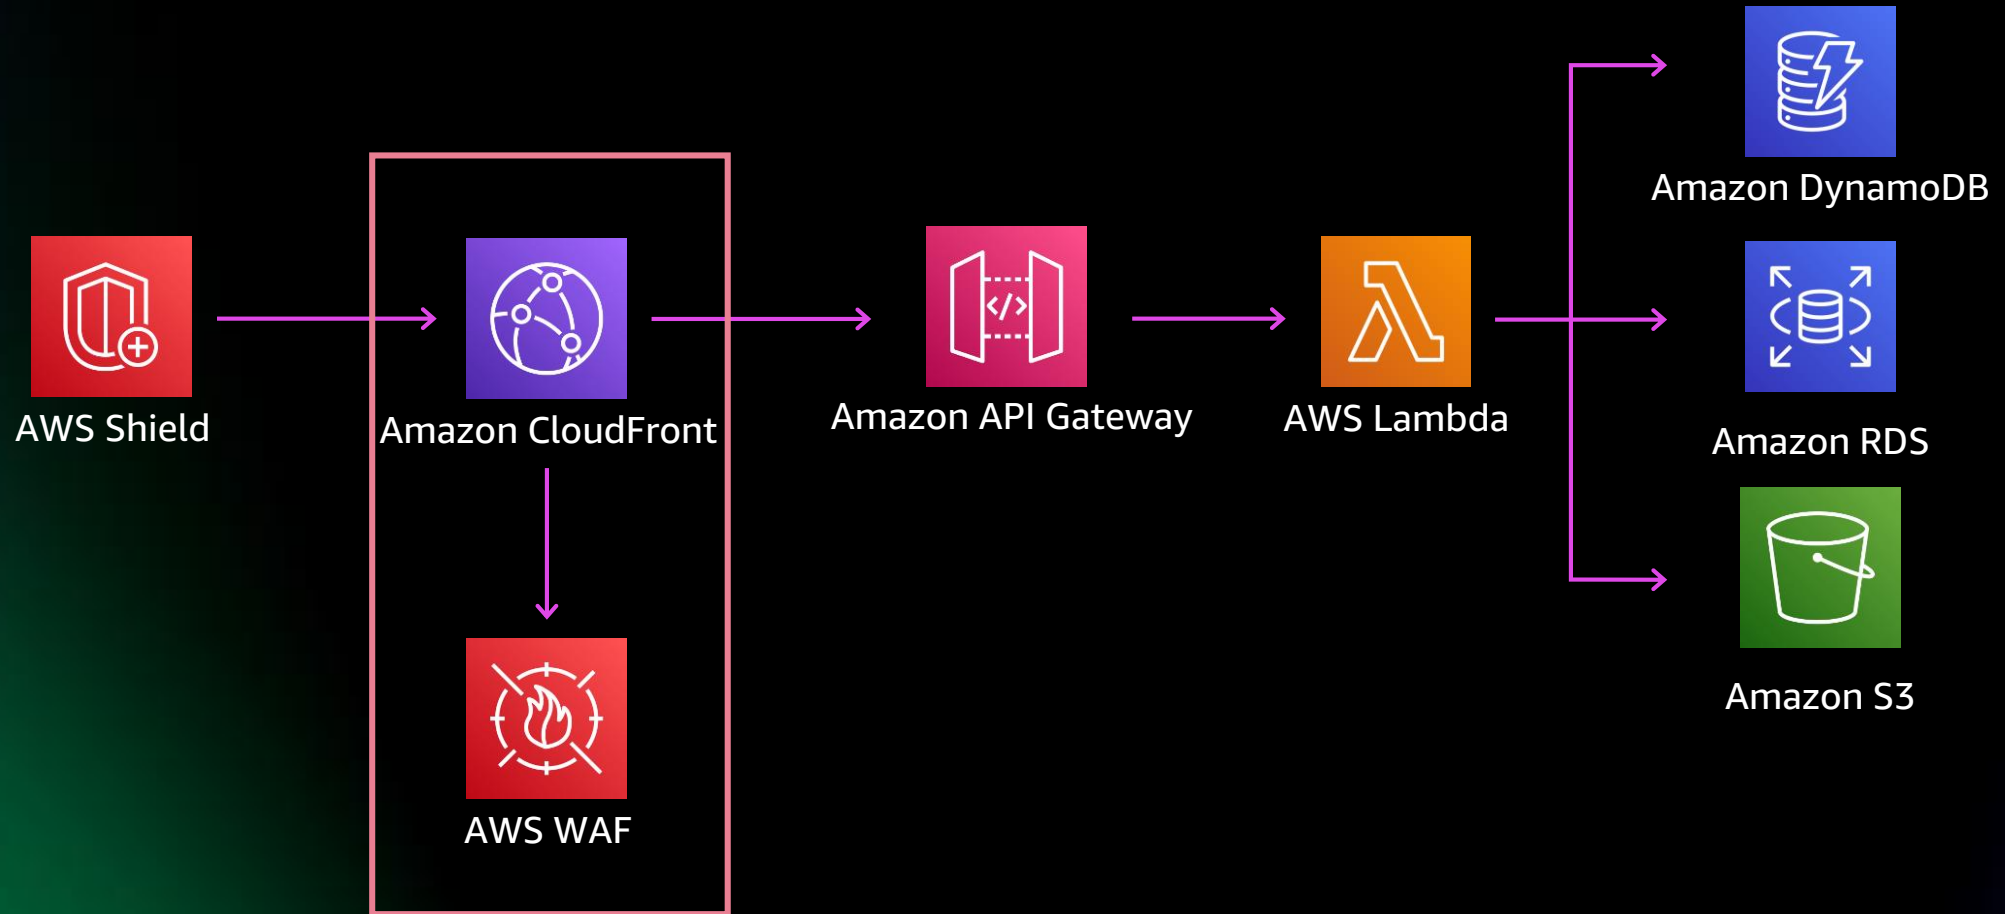 AWS Shield
Amazon CloudFront
AWS WAF
Amazon API Gateway
</>
AWS Lambda
Amazon DynamoDB
Amazon RDS
Amazon S3